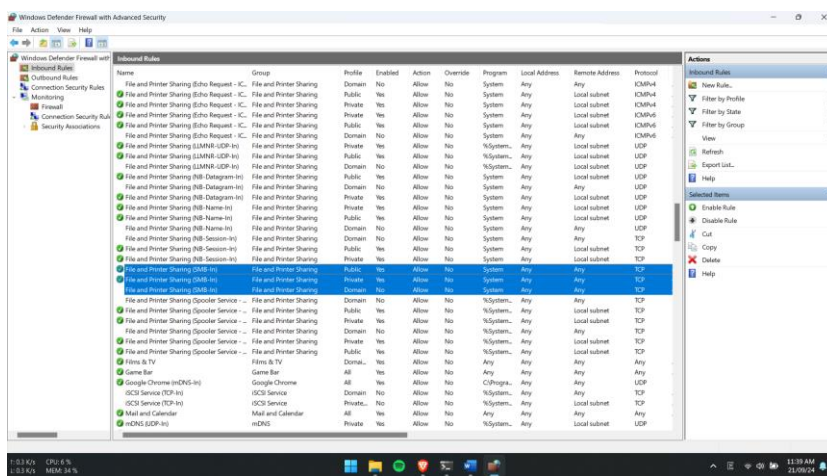 Windows Defender Firewall with Advanced Security
File Action View Help
Windows Defender Firewall with
Inbound Rules
Outbound Rules
Connection Security Rules
Monitoring
Firewall
Connection Security Rul
Security Associations
Inbound Rules
Name Group Profile Enabled Action Override Program Local Address Remote Address Protocol
File and Printer Sharing (Echo Request - IC... File and Printer Sharing Domain No Allow No System Any Any ICMPv4
File and Printer Sharing (Echo Request - IC... File and Printer Sharing Public Yes Allow No System Any Local subnet ICMPv4
File and Printer Sharing (Echo Request - IC... File and Printer Sharing Private Yes Allow No System Any Local subnet ICMPv4
File and Printer Sharing (Echo Request - IC... File and Printer Sharing Private Yes Allow No System Any Local subnet ICMPv6
File and Printer Sharing (Echo Request - IC... File and Printer Sharing Public Yes Allow No System Any Local subnet ICMPv6
File and Printer Sharing (Echo Request - IC... File and Printer Sharing Domain No Allow No System Any Any ICMPv6
File and Printer Sharing (LLMNR-UDP-In) File and Printer Sharing Private Yes Allow No %System... Any Local subnet UDP
File and Printer Sharing (LLMNR-UDP-In) File and Printer Sharing Public Yes Allow No %System... Any Local subnet UDP
File and Printer Sharing (LLMNR-UDP-In) File and Printer Sharing Domain No Allow No %System... Any Local subnet UDP
File and Printer Sharing (NB-Datagram-In) File and Printer Sharing Public Yes Allow No System Any Local subnet UDP
File and Printer Sharing (NB-Datagram-In) File and Printer Sharing Domain No Allow No System Any Any UDP
File and Printer Sharing (NB-Datagram-In) File and Printer Sharing Private Yes Allow No System Any Local subnet UDP
File and Printer Sharing (NB-Name-In) File and Printer Sharing Private Yes Allow No System Any Local subnet UDP
File and Printer Sharing (NB-Name-In) File and Printer Sharing Public Yes Allow No System Any Local subnet UDP
File and Printer Sharing (NB-Name-In) File and Printer Sharing Domain No Allow No System Any Any UDP
File and Printer Sharing (NB-Session-In) File and Printer Sharing Domain No Allow No System Any Any TCP
File and Printer Sharing (NB-Session-In) File and Printer Sharing Public Yes Allow No System Any Local subnet TCP
File and Printer Sharing (NB-Session-In) File and Printer Sharing Private Yes Allow No System Any Local subnet TCP
File and Printer Sharing (SMB-In) File and Printer Sharing Public Yes Allow No System Any Any TCP
File and Printer Sharing (SMB-In) File and Printer Sharing Private Yes Allow No System Any Any TCP
File and Printer Sharing (SMB-In) File and Printer Sharing Domain No Allow No System Any Any TCP
File and Printer Sharing (Spooler Service - ... File and Printer Sharing Domain No Allow No %System... Any Any TCP
File and Printer Sharing (Spooler Service - ... File and Printer Sharing Public Yes Allow No %System... Any Local subnet TCP
File and Printer Sharing (Spooler Service - ... File and Printer Sharing Private Yes Allow No %System... Any Local subnet TCP
File and Printer Sharing (Spooler Service - ... File and Printer Sharing Domain No Allow No %System... Any Any TCP
File and Printer Sharing (Spooler Service - ... File and Printer Sharing Private Yes Allow No %System... Any Local subnet TCP
File and Printer Sharing (Spooler Service - ... File and Printer Sharing Public Yes Allow No %System... Any Local subnet TCP
Films & TV Films & TV Domai... Yes Allow No Any Any Any Any
Game Bar Game Bar All Yes Allow No Any Any Any Any
Google Chrome (mDNS-In) Google Chrome All Yes Allow No C:\Progra... Any Any UDP
iSCSI Service (TCP-In) iSCSI Service Domain No Allow No %System... Any Any TCP
iSCSI Service (TCP-In) iSCSI Service Private... No Allow No %System... Any Local subnet TCP
Mail and Calendar Mail and Calendar All Yes Allow No Any Any Any Any
mDNS (UDP-In) mDNS Private Yes Allow No %System... Any Local subnet UDP
Actions
Inbound Rules
New Rule...
Filter by Profile
Filter by State
Filter by Group
View
Refresh
Export List...
Help
Selected Items
Enable Rule
Disable Rule
Cut
Copy
Delete
Help
0.3 K/s CPU: 6 %
0.3 K/s MEM: 34 %
11:39 AM
21/09/24